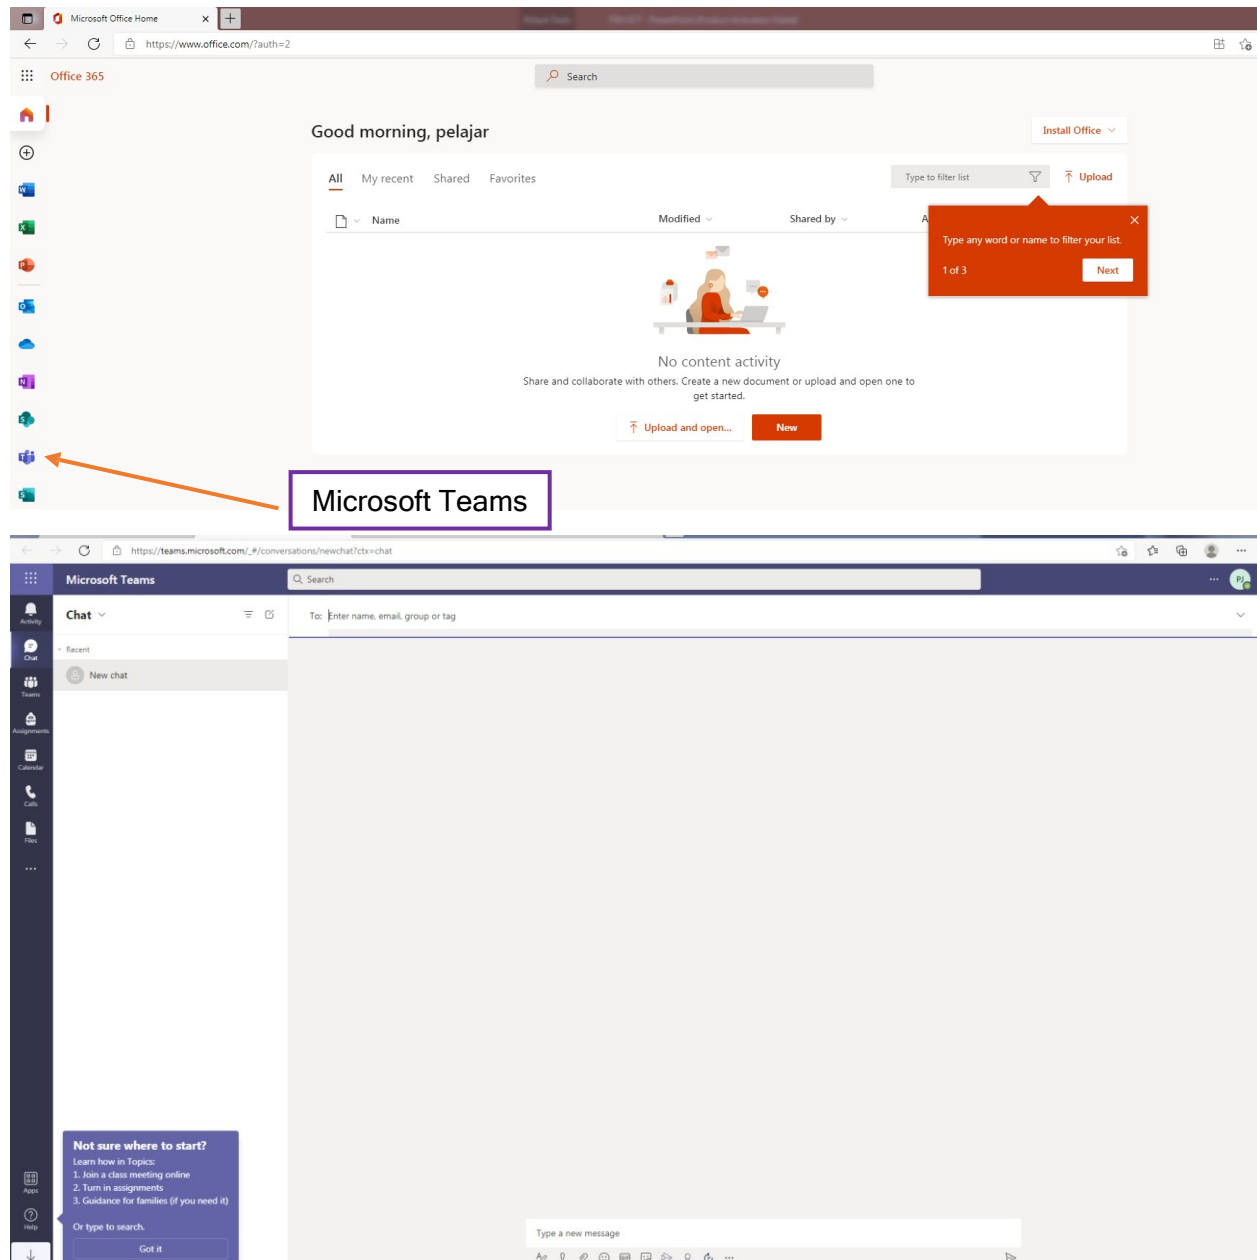 Microsoft Office Home
https://www.office.com/?auth=2
Office 365
Search
Good morning, pelajar
Install Office
All My recent Shared Favorites
Type to filter list
Upload
Name Modified Shared by A
Type any word or name to filter your list.
1 of 3 Next
No content activity
Share and collaborate with others. Create a new document or upload and open one to
get started.
Upload and open... New
Microsoft Teams
https://teams.microsoft.com/_#/conversations/newchat?ctx=chat
Microsoft Teams
Search
PJ
Activity
Chat
To: Enter name, email, group or tag
Chat
Recent
New chat
Teams
Assignments
Calendar
Calls
Files
Not sure where to start?
Learn how in Topics:
1. Join a class meeting online
2. Turn in assignments
3. Guidance for families (if you need it)
Or type to search.
Got it
Apps
Help
Type a new message